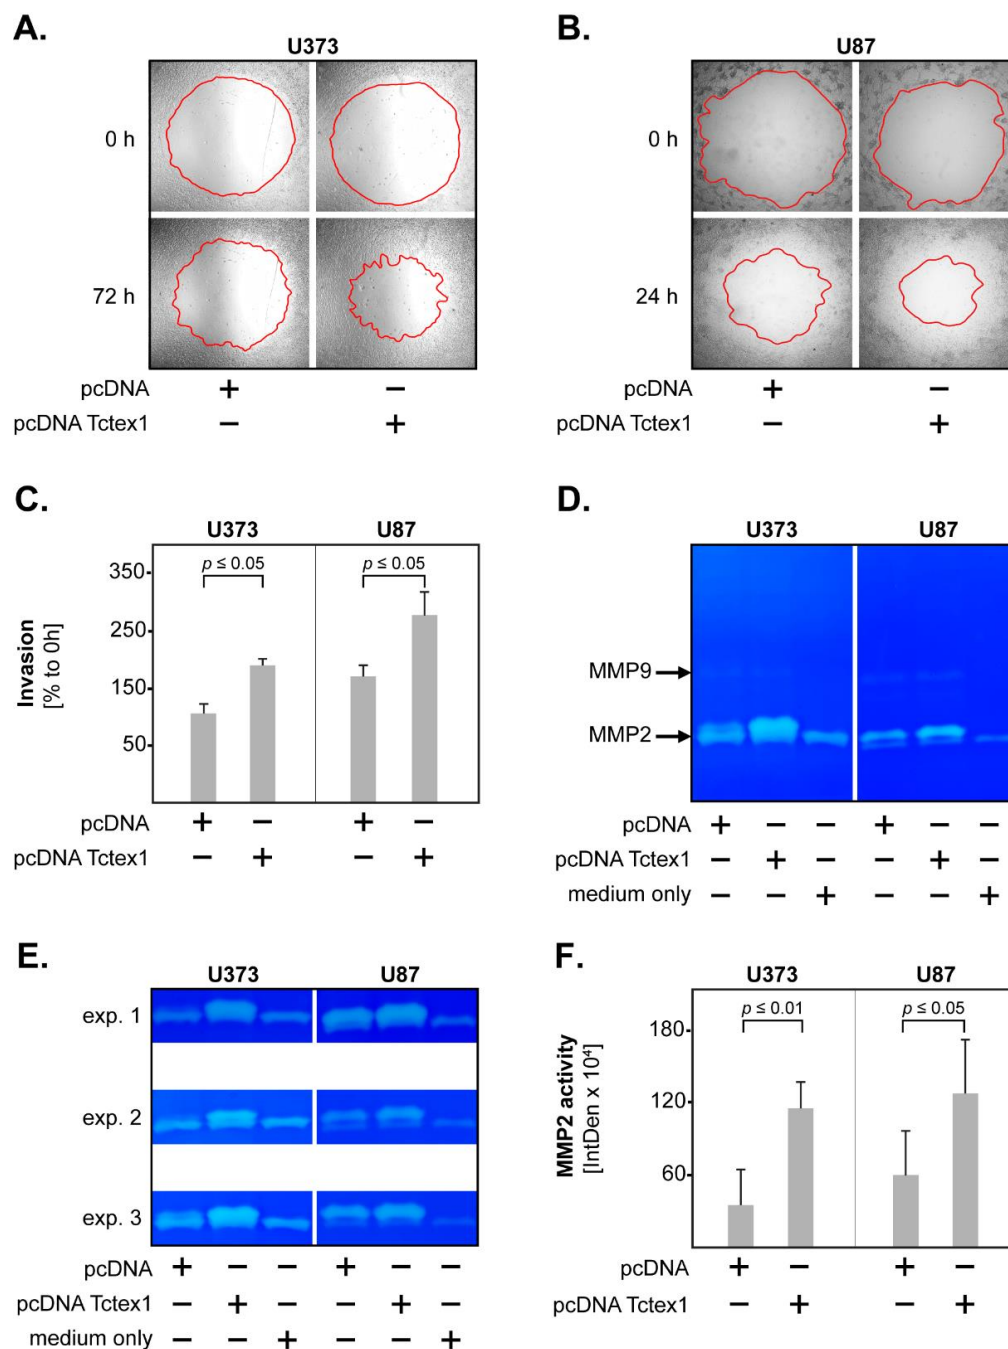 A.
U373
0 h
72 h
pcDNA + −
pcDNA Tctex1 − +
B.
U87
0 h
24 h
pcDNA + −
pcDNA Tctex1 − +
C.
U373 U87
Invasion
[% to 0h]
350
250
150
50
p ≤ 0.05 p ≤ 0.05
pcDNA + − + −
pcDNA Tctex1 − + − +
D.
U373 U87
MMP9
MMP2
pcDNA + − − + − −
pcDNA Tctex1 − + − − + −
medium only − − + − − +
E.
U373 U87
exp. 1
exp. 2
exp. 3
pcDNA + − − + − −
pcDNA Tctex1 − + − − + −
medium only − − + − − +
F.
U373 U87
MMP2 activity
[IntDen x 10⁴]
180
120
60
p ≤ 0.01 p ≤ 0.05
pcDNA + − + −
pcDNA Tctex1 − + − +